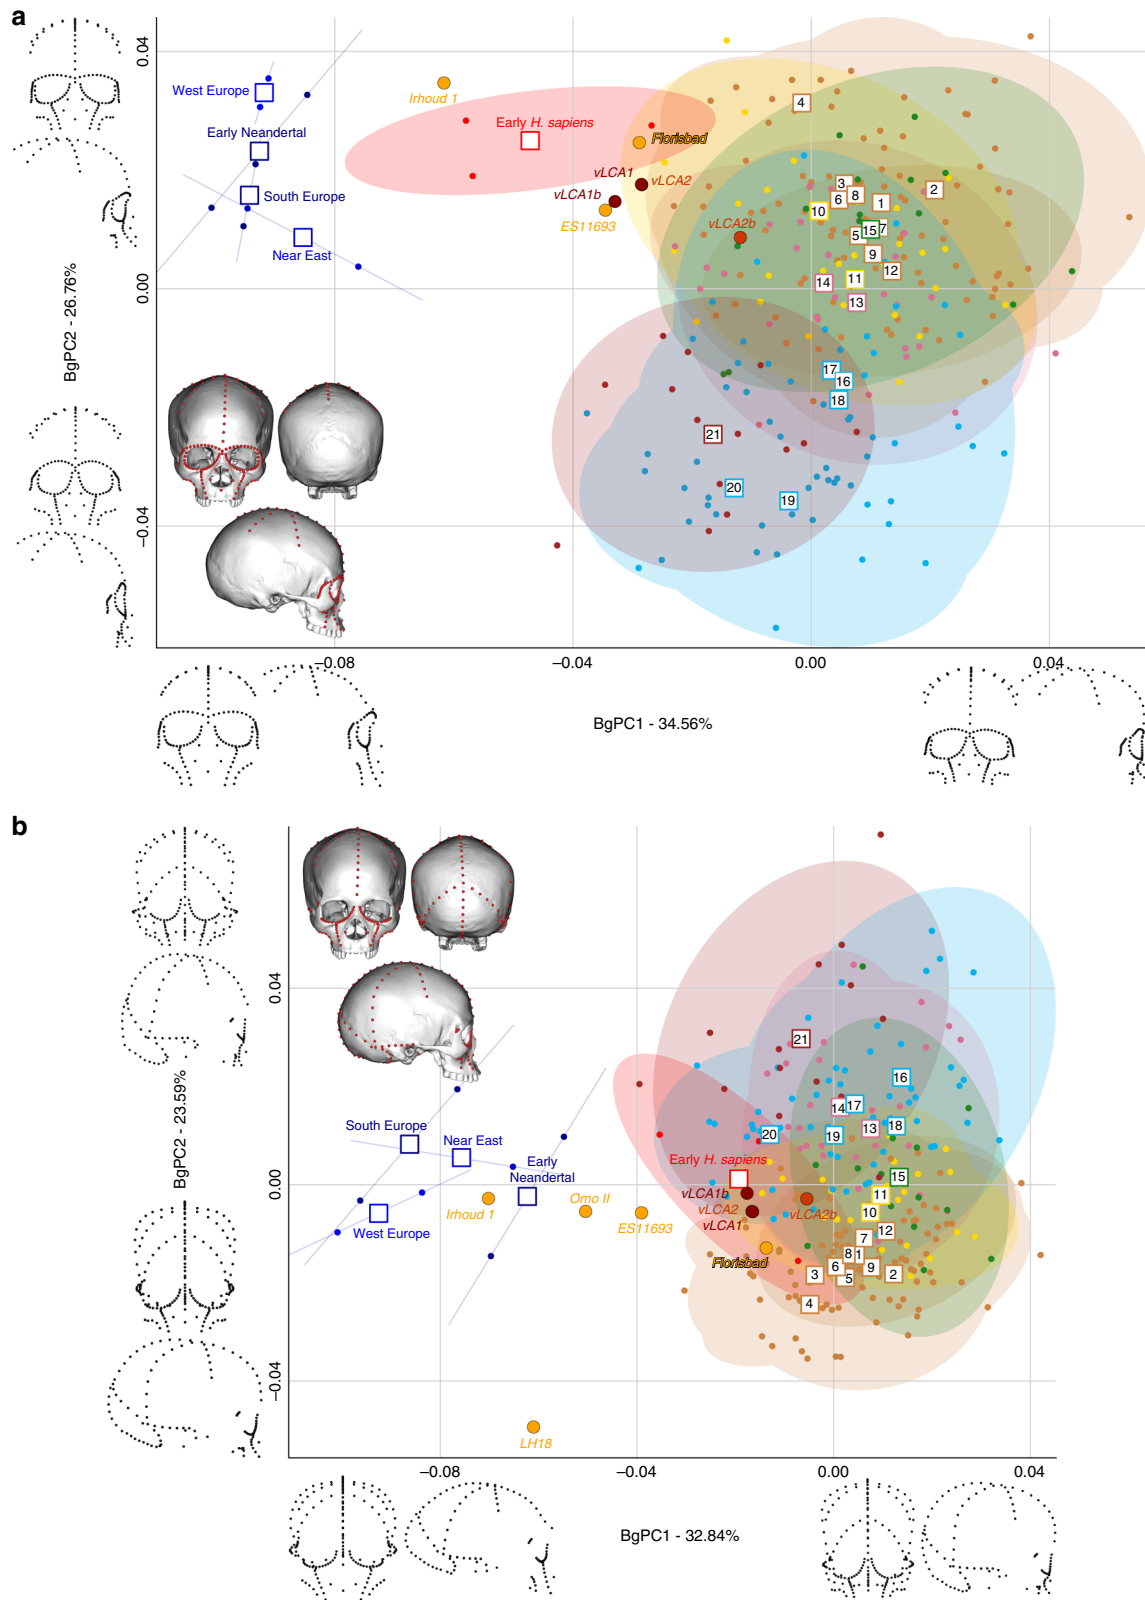 a
0.04
West Europe
Irhoud 1
Early Neandertal
Early H. sapiens
Florisbad
South Europe
vLCA1
vLCA2
vLCA1b
ES11693
vLCA2b
Near East
4
3
8
6
2
1
10
5
15
7
9
12
11
14
13
0.00
BgPC2 - 26.76%
17
16
18
21
20
19
−0.04
−0.08
−0.04
0.00
0.04
BgPC1 - 34.56%
b
0.04
21
16
14
17
13
18
20
19
South Europe
Near East
Early
Neandertal
Early H. sapiens
15
0.00
BgPC2 - 23.59%
West Europe
Irhoud 1
Omo II
ES11693
vLCA1b
vLCA2
vLCA1
vLCA2b
Florisbad
11
10
12
7
8
1
6
9
3
5
2
4
−0.04
LH18
−0.08
−0.04
0.00
0.04
BgPC1 - 32.84%